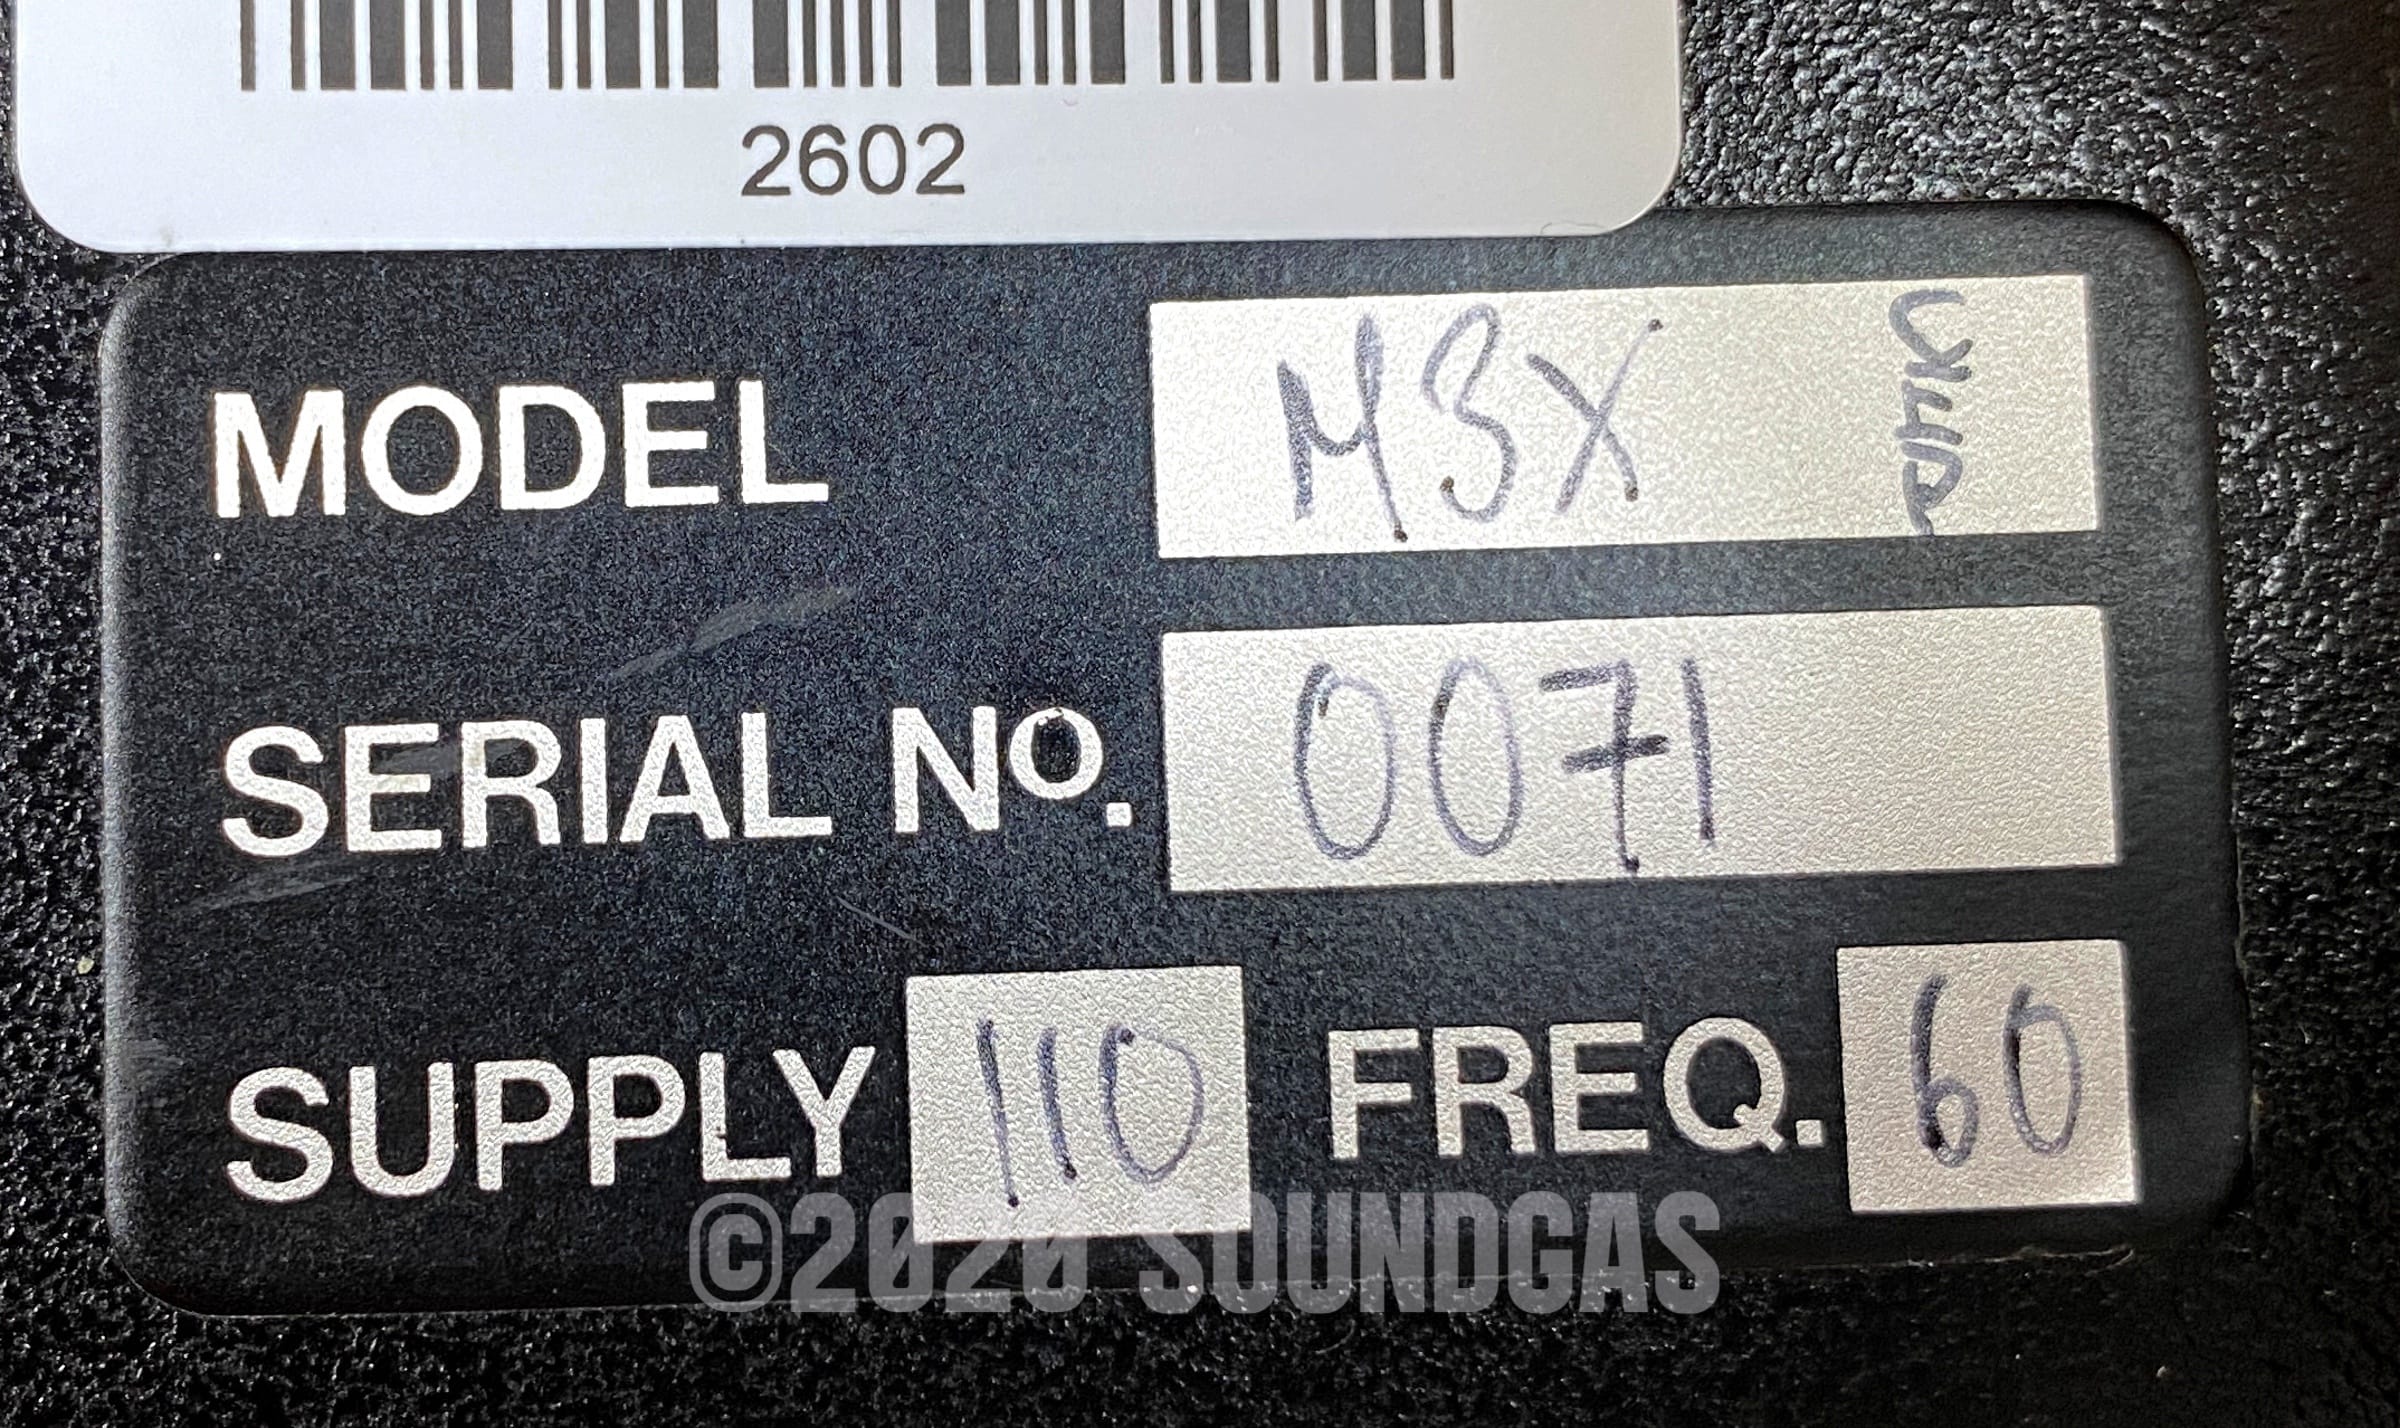 2602
MODEL M3X
SERIAL No. 0071
SUPPLY 110 FREQ. 60
©2020 SOUNDGAS